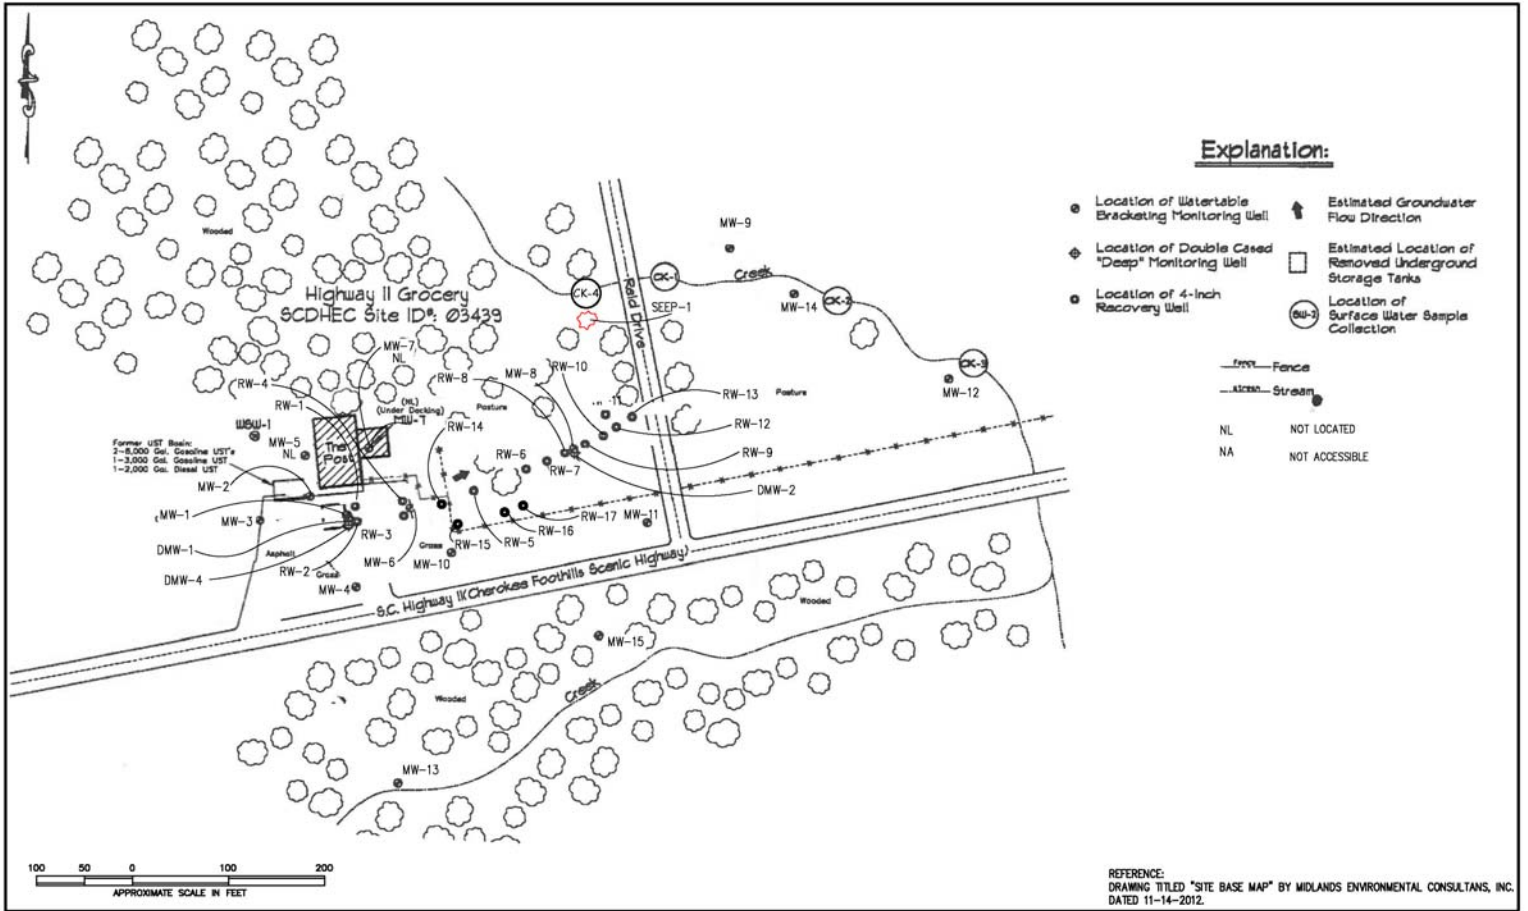 Explanation:
Location of Watertable
Bracketing Monitoring Well
Estimated Groundwater
Flow Direction
Location of Double Cased
"Deep" Monitoring Well
Estimated Location of
Removed Underground
Storage Tanks
Location of 4-Inch
Recovery Well
SW-3
Location of
Surface Water Sample
Collection
fence
Fence
stream
Stream
NL
NOT LOCATED
NA
NOT ACCESSIBLE
Wooded
MW-9
CK-1
Creek
CK-4
Raid Drive
SEEP-1
MW-14
CK-2
Highway 11 Grocery
SCDHEC Site ID#: 03439
MW-7
NL
MW-8
RW-10
CK-3
MW-12
RW-4
RW-8
RW-13
Pasture
RW-1
(NL)
(Under Decking)
MW-7
Pasture
WSW-1
RW-14
RW-12
MW-5
NL
The
Post
Former UST Basin:
2-8,000 Gal. Gasoline UST's
1-3,000 Gal. Gasoline UST
1-2,000 Gal. Diesel UST
RW-6
RW-7
RW-9
MW-2
DMW-2
MW-1
MW-3
RW-17
MW-11
RW-16
RW-3
RW-15
RW-5
Grass
DMW-1
Asphalt
MW-6
MW-10
RW-2
Grass
DMW-4
MW-4
S.C. Highway 11(Cherokee Foothills Scenic Highway)
Wooded
MW-15
Creek
Wooded
MW-13
100 50 0 100 200
APPROXIMATE SCALE IN FEET
REFERENCE:
DRAWING TITLED "SITE BASE MAP" BY MIDLANDS ENVIRONMENTAL CONSULTANS, INC.
DATED 11-14-2012.